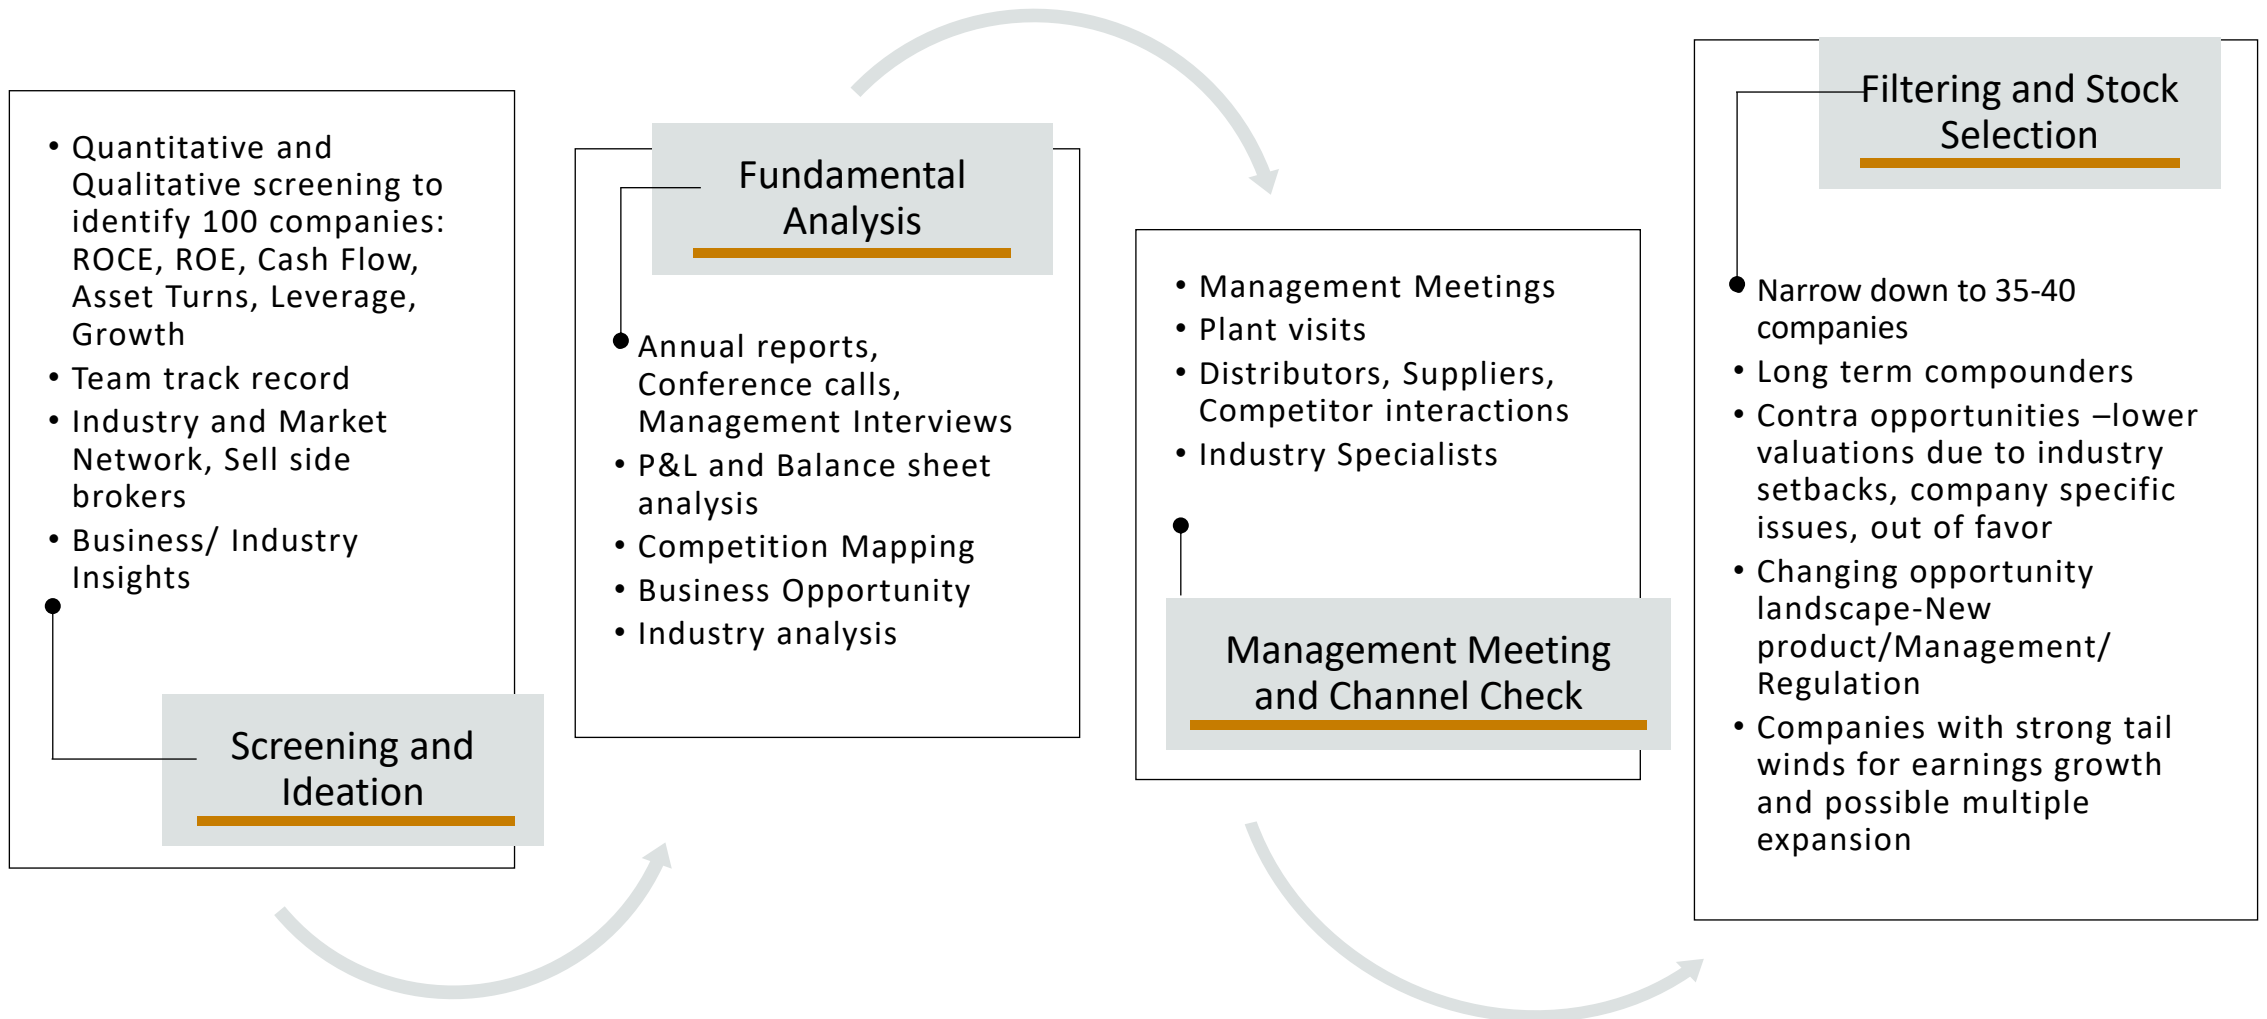 • Quantitative and
Qualitative screening to
identify 100 companies:
ROCE, ROE, Cash Flow,
Asset Turns, Leverage,
Growth
• Team track record
• Industry and Market
Network, Sell side
brokers
• Business/ Industry
Insights
Screening and
Ideation
Fundamental
Analysis
Annual reports,
Conference calls,
Management Interviews
• P&L and Balance sheet
analysis
• Competition Mapping
• Business Opportunity
• Industry analysis
• Management Meetings
• Plant visits
• Distributors, Suppliers,
Competitor interactions
• Industry Specialists
Management Meeting
and Channel Check
Filtering and Stock
Selection
• Narrow down to 35-40
companies
• Long term compounders
• Contra opportunities –lower
valuations due to industry
setbacks, company specific
issues, out of favor
• Changing opportunity
landscape-New
product/Management/
Regulation
• Companies with strong tail
winds for earnings growth
and possible multiple
expansion